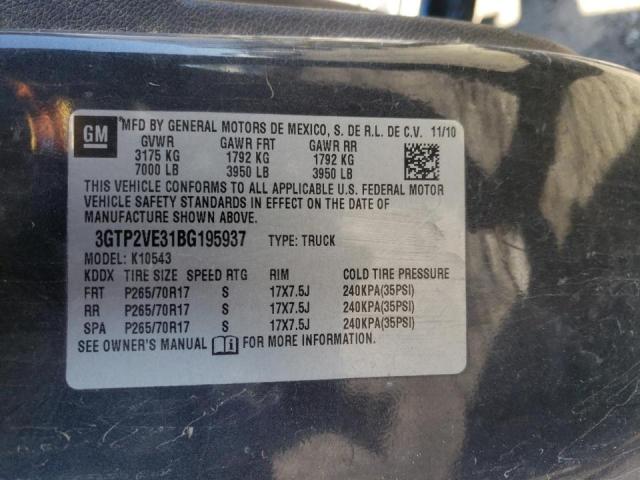 GM *MFD BY GENERAL MOTORS DE MEXICO, S. DE R.L. DE C.V. 11/10
GVWR GAWR FRT GAWR RR
3175 KG 1792 KG 1792 KG
7000 LB 3950 LB 3950 LB
THIS VEHICLE CONFORMS TO ALL APPLICABLE U.S. FEDERAL MOTOR
VEHICLE SAFETY STANDARDS IN EFFECT ON THE DATE OF
MANUFACTURE SHOWN ABOVE.
3GTP2VE31BG195937 TYPE: TRUCK
MODEL: K10543
KDDX TIRE SIZE SPEED RTG RIM COLD TIRE PRESSURE
FRT P265/70R17 S 17X7.5J 240KPA(35PSI)
RR P265/70R17 S 17X7.5J 240KPA(35PSI)
SPA P265/70R17 S 17X7.5J 240KPA(35PSI)
SEE OWNER'S MANUAL i FOR MORE INFORMATION.